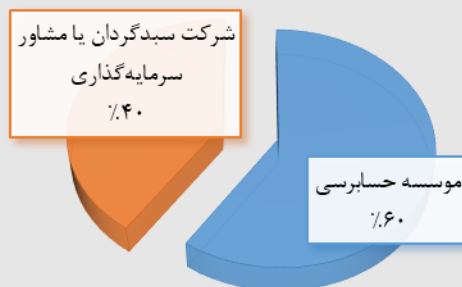 شرکت سبدگردان یا مشاور
سرمایه‌گذاری
٪۴۰
موسسه حسابرسی
٪۶۰